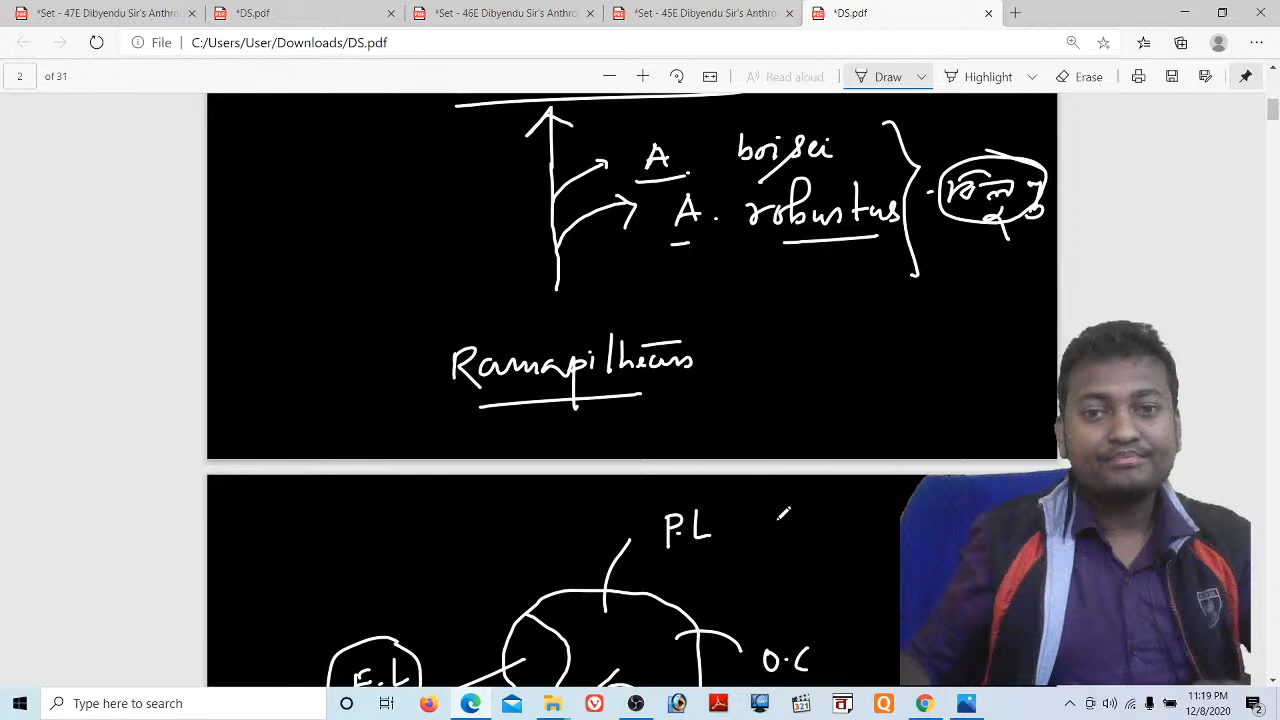 *Set - 47E Dibyendu Sir's Anthro
*DS.pdf
*Set - 46E Dibyendu Sir's Anthro
*Set - 45E Dibyendu Sir's Anthro
*DS.pdf
File C:/Users/User/Downloads/DS.pdf
2 of 31
Read aloud
Draw
Highlight
Erase
A. boisei
A. robustus
Ramapithecus
P.L
O.C
F.L
Type here to search
11:19 PM
12/8/2020
2